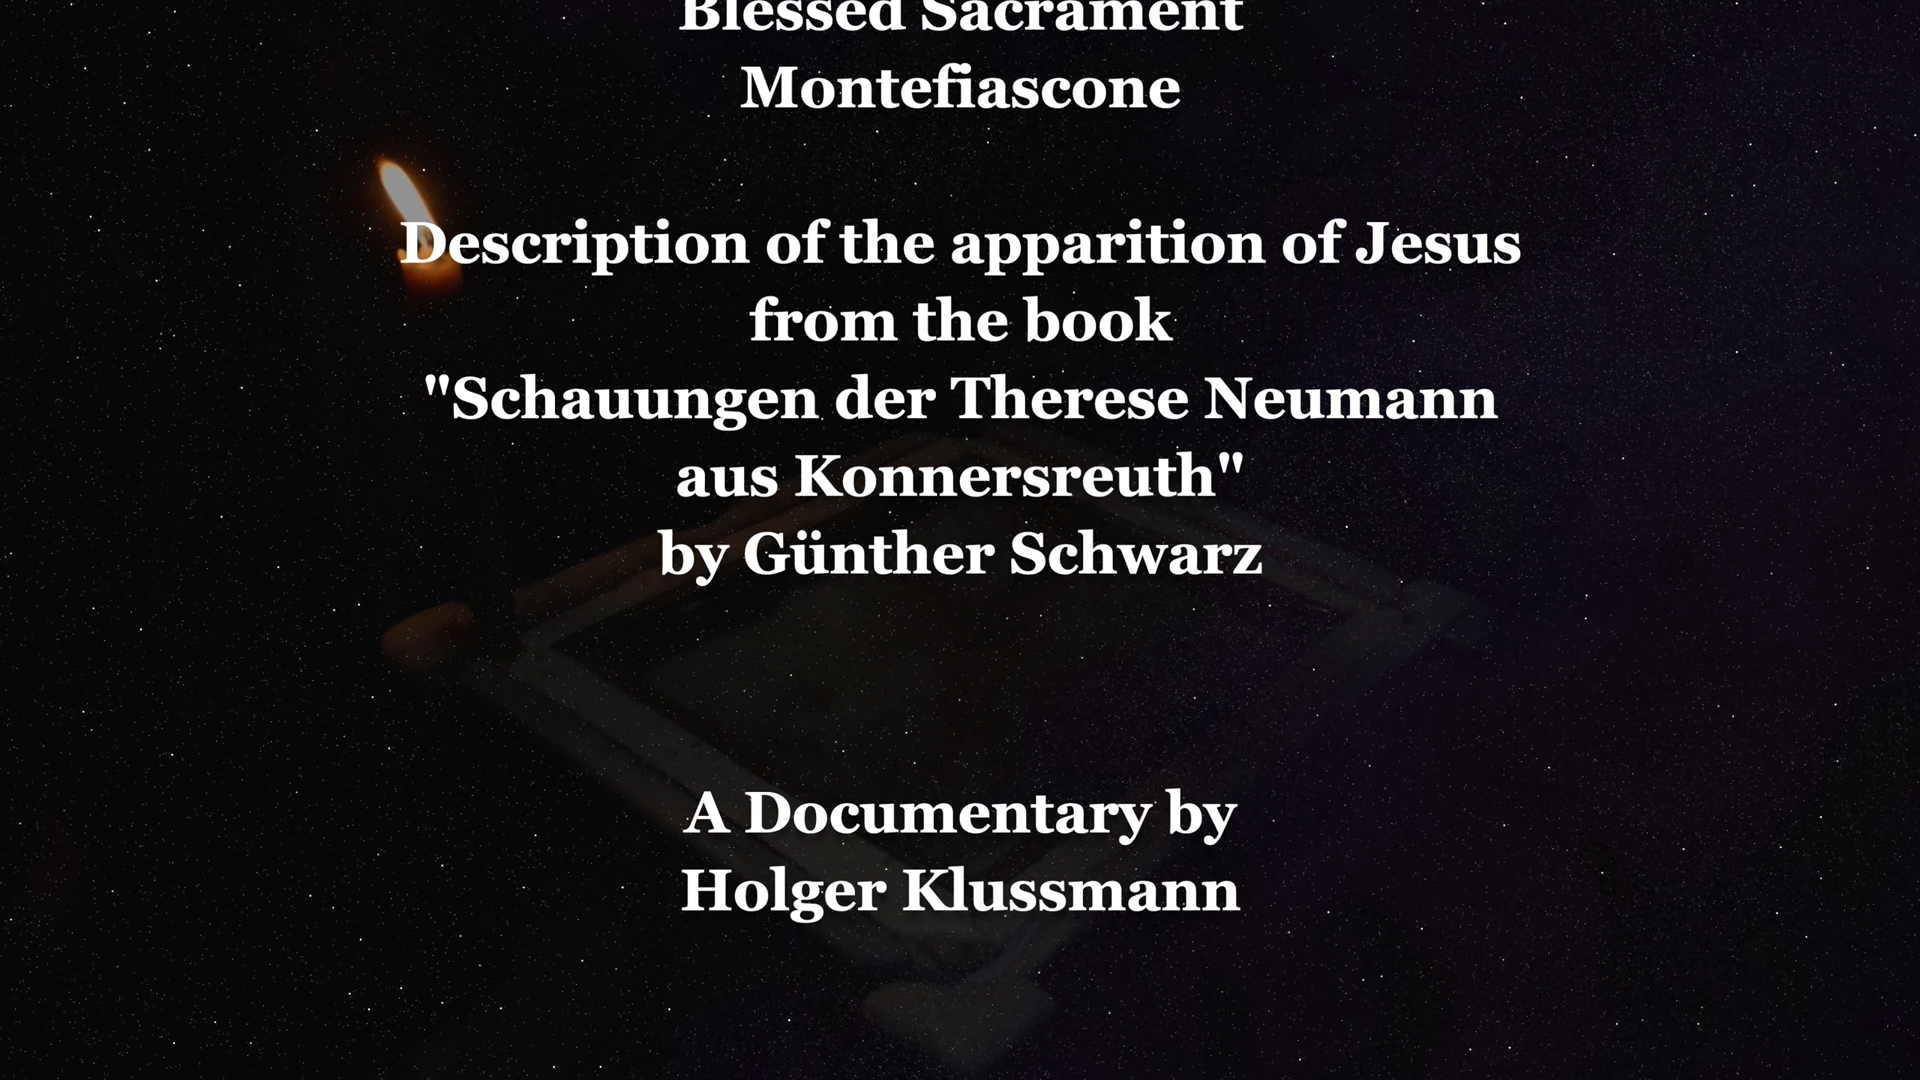 Blessed Sacrament
Montefiascone
Description of the apparition of Jesus
from the book
"Schauungen der Therese Neumann
aus Konnersreuth"
by Günther Schwarz
A Documentary by
Holger Klussmann